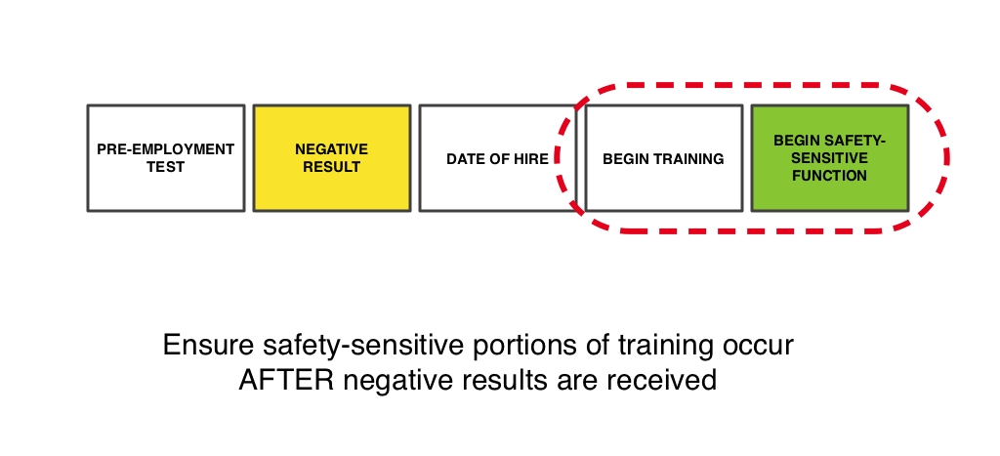 PRE-EMPLOYMENT
TEST
NEGATIVE
RESULT
DATE OF HIRE
BEGIN TRAINING
BEGIN SAFETY-
SENSITIVE
FUNCTION
Ensure safety-sensitive portions of training occur
AFTER negative results are received